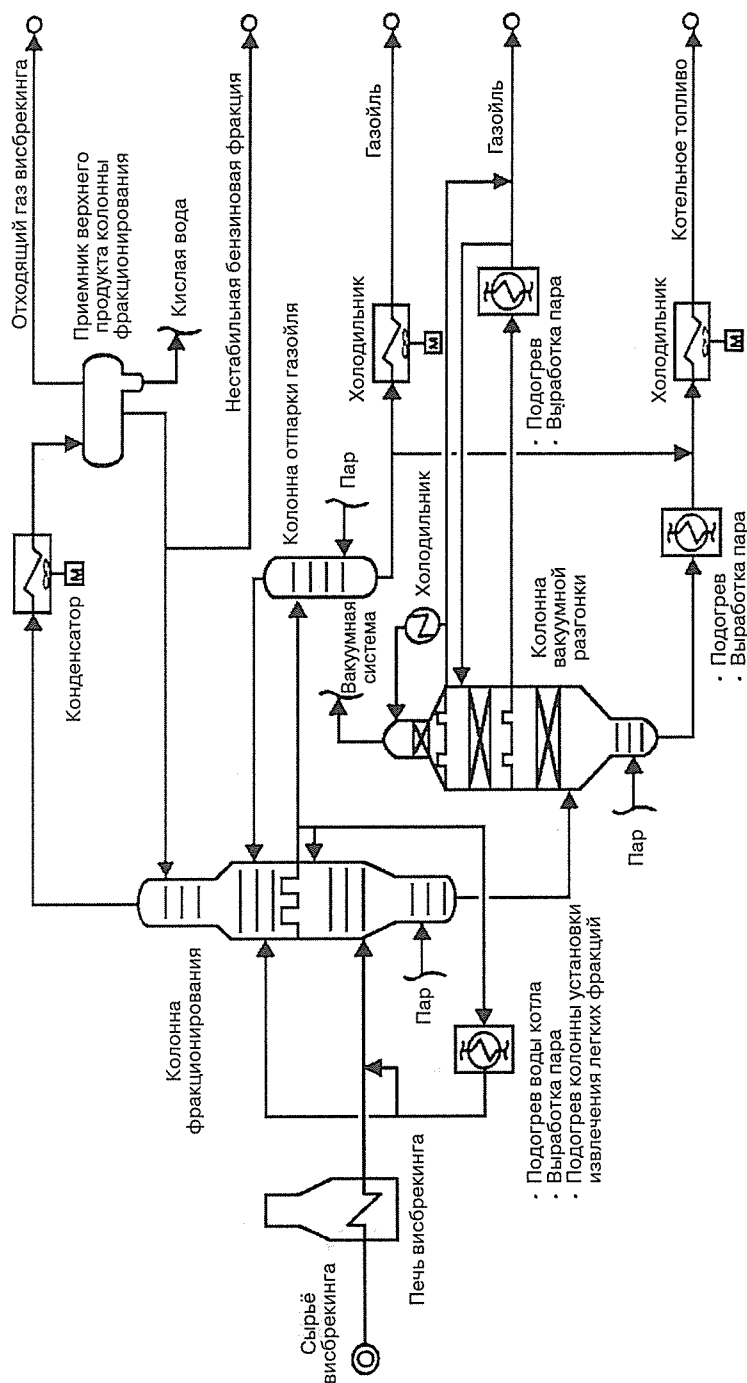 Отходящий газ висбрекинга
Приемник верхнего
продукта колонны
фракционирования
Кислая вода
Нестабильная бензиновая фракция
Конденсатор
М
Колонна отпарки газойля
Пар
Холодильник
М
Газойль
Вакуумная
система
Холодильник
Газойль
· Подогрев
· Выработка пара
Колонна
вакуумной
разгонки
Холодильник
М
Котельное топливо
· Подогрев
· Выработка пара
Пар
Колонна
фракционирования
Пар
· Подогрев воды котла
· Выработка пара
· Подогрев колонны установки
извлечения легких фракций
Печь висбрекинга
Сырьё
висбрекинга